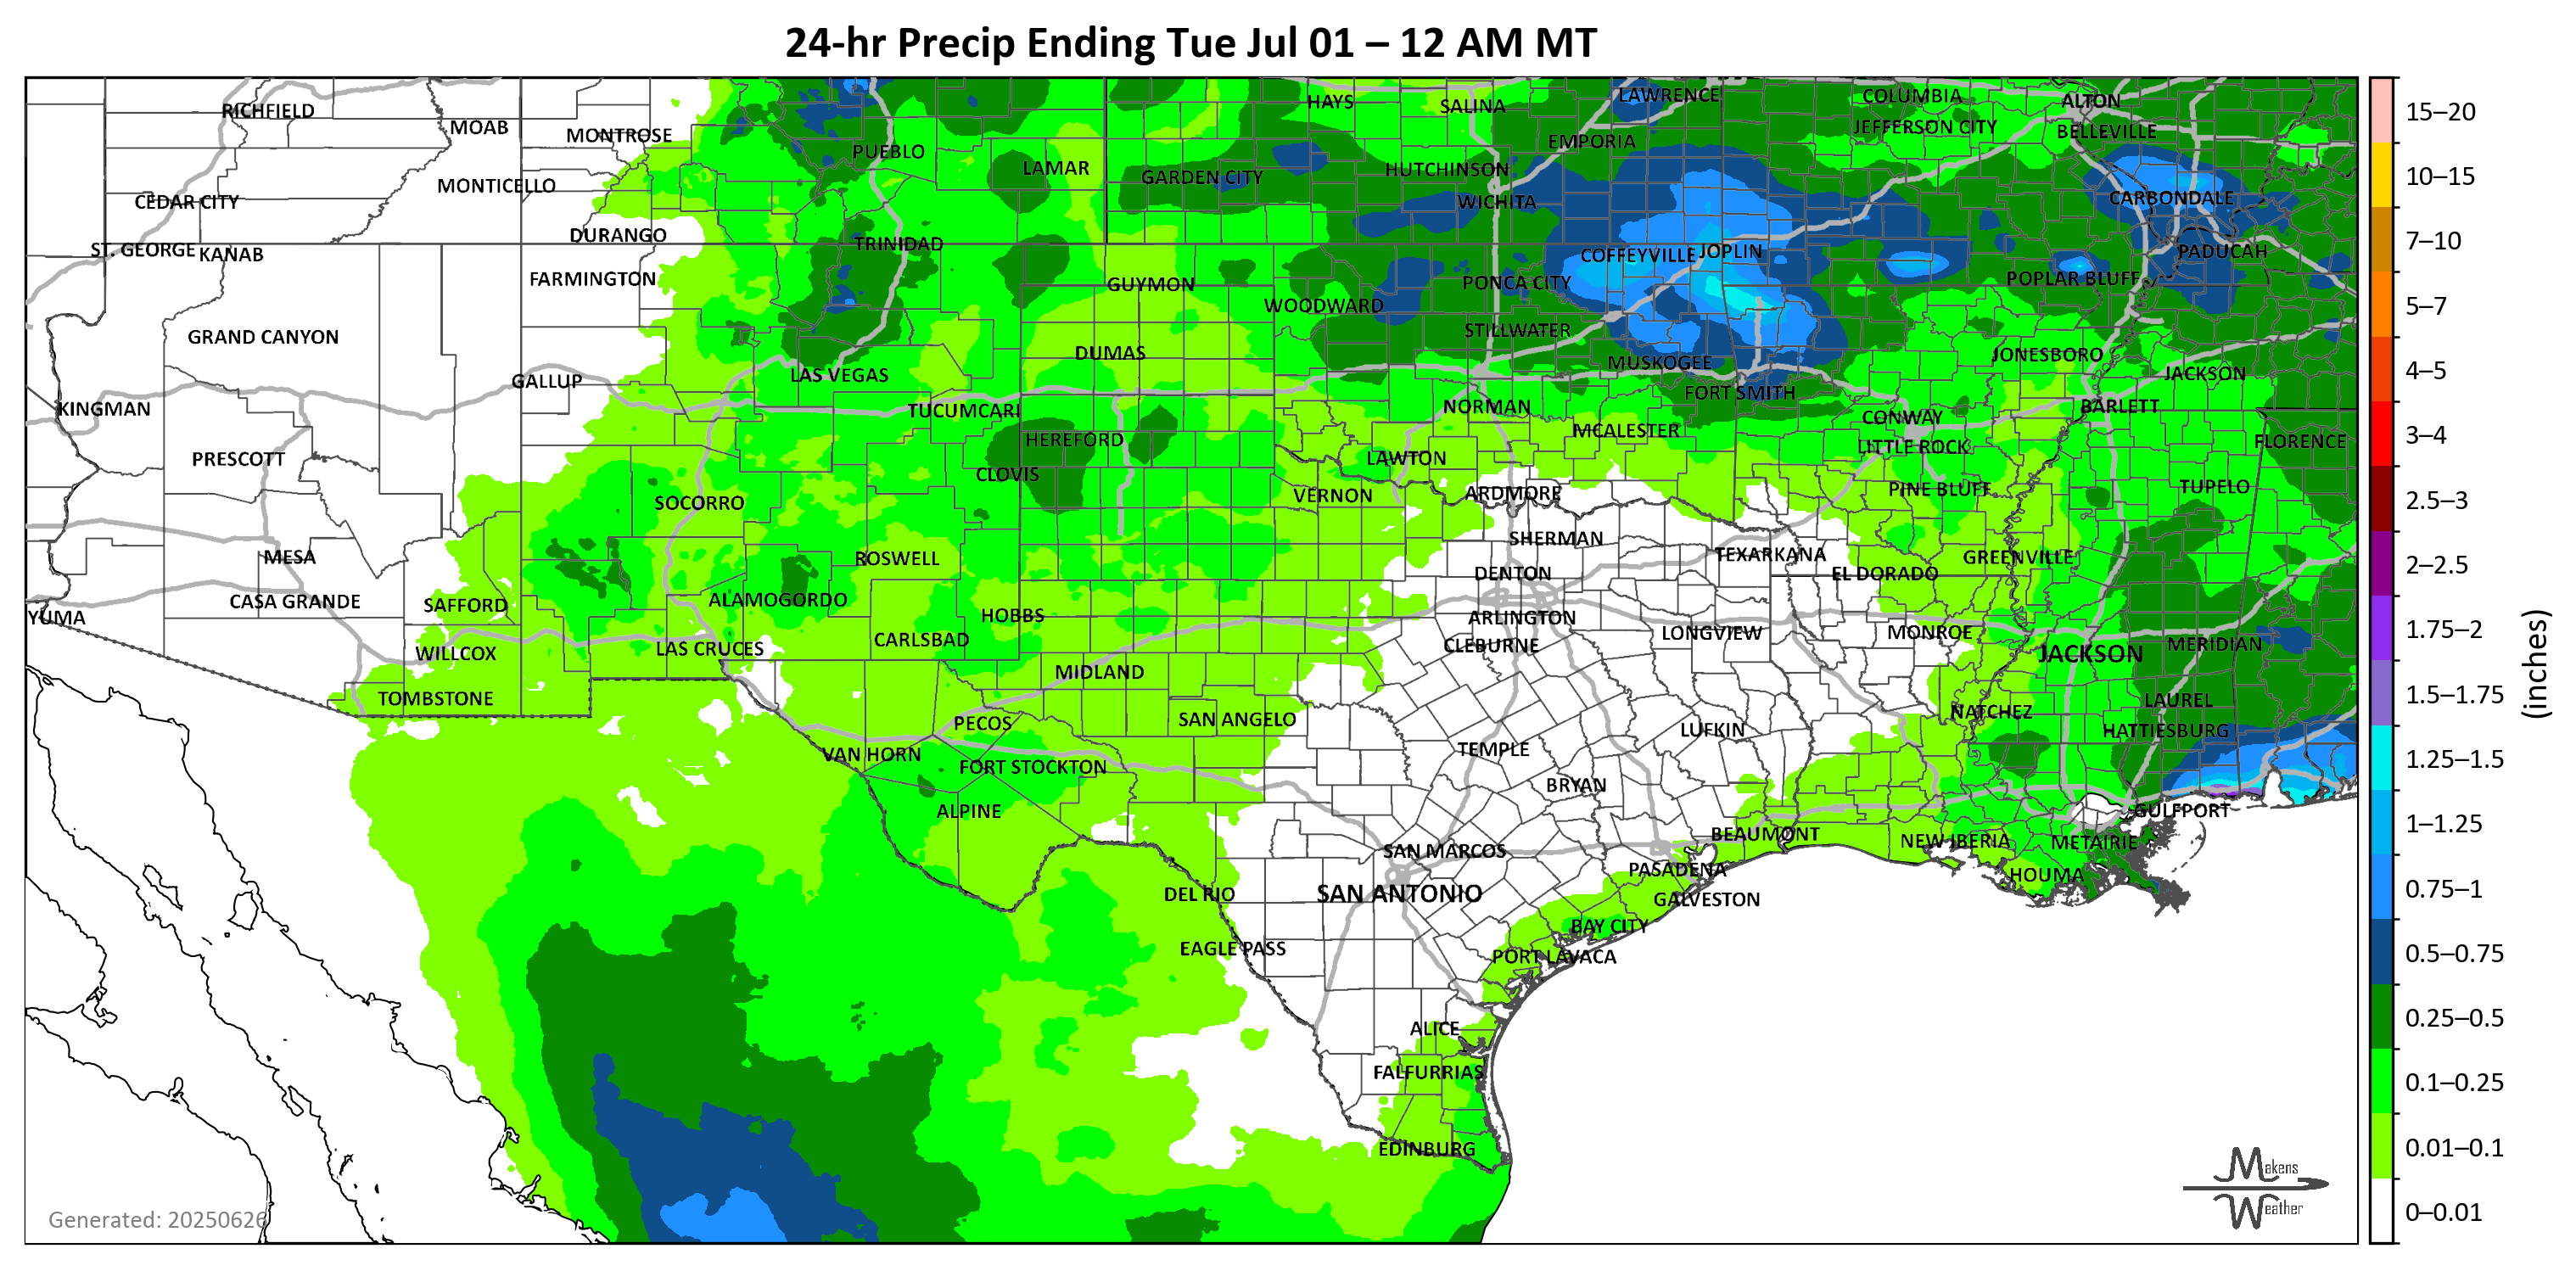 24-hr Precip Ending Tue Jul 01 – 12 AM MT
RICHFIELD
MOAB
MONTROSE
PUEBLO
LAMAR
GARDEN CITY
HAYS
SALINA
HUTCHINSON
EMPORIA
LAWRENCE
COLUMBIA
JEFFERSON CITY
ALTON
BELLEVILLE
CEDAR CITY
MONTICELLO
WICHITA
CARBONDALE
ST. GEORGE
KANAB
DURANGO
TRINIDAD
COFFEYVILLE
JOPLIN
PADUCAH
FARMINGTON
GUYMON
WOODWARD
PONCA CITY
POPLAR BLUFF
GRAND CANYON
DUMAS
STILLWATER
JONESBORO
GALLUP
LAS VEGAS
MUSKOGEE
FORT SMITH
JACKSON
KINGMAN
TUCUMCARI
NORMAN
CONWAY
BARLETT
PRESCOTT
HEREFORD
MCALESTER
LITTLE ROCK
FLORENCE
CLOVIS
LAWTON
SOCORRO
VERNON
ARDMORE
PINE BLUFF
TUPELO
MESA
ROSWELL
SHERMAN
TEXARKANA
GREENVILLE
DENTON
EL DORADO
YUMA
CASA GRANDE
SAFFORD
ALAMOGORDO
HOBBS
ARLINGTON
WILLCOX
LAS CRUCES
CARLSBAD
CLEBURNE
LONGVIEW
MONROE
JACKSON
MERIDIAN
TOMBSTONE
MIDLAND
PECOS
SAN ANGELO
LUFKIN
NATCHEZ
LAUREL
HATTIESBURG
VAN HORN
FORT STOCKTON
TEMPLE
BRYAN
ALPINE
GULFPORT
SAN MARCOS
BEAUMONT
NEW IBERIA
METAIRIE
DEL RIO
SAN ANTONIO
PASADENA
GALVESTON
HOUMA
EAGLE PASS
BAY CITY
PORT LAVACA
ALICE
FALFURRIAS
EDINBURG
Generated: 20250626
Makens
Weather
15–20
10–15
7–10
5–7
4–5
3–4
2.5–3
2–2.5
1.75–2
1.5–1.75
1.25–1.5
1–1.25
0.75–1
0.5–0.75
0.25–0.5
0.1–0.25
0.01–0.1
0–0.01
(inches)